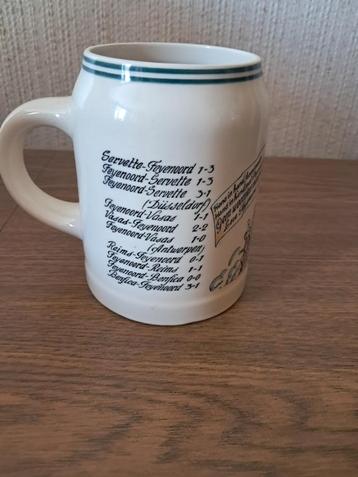 Servette-Feyenoord 1-3
Feyenoord-Servette 1-3
Feyenoord-Servette 3-1
(Düsseldorf)
Feyenoord-Vasas 1-1
Vasas-Feyenoord 2-2
Feyenoord-Vasas 1-0
(Antwerpen)
Reims-Feyenoord 0-1
Feyenoord-Reims 1-1
Feyenoord-Benfica 0-0
Benfica-Feyenoord 3-1